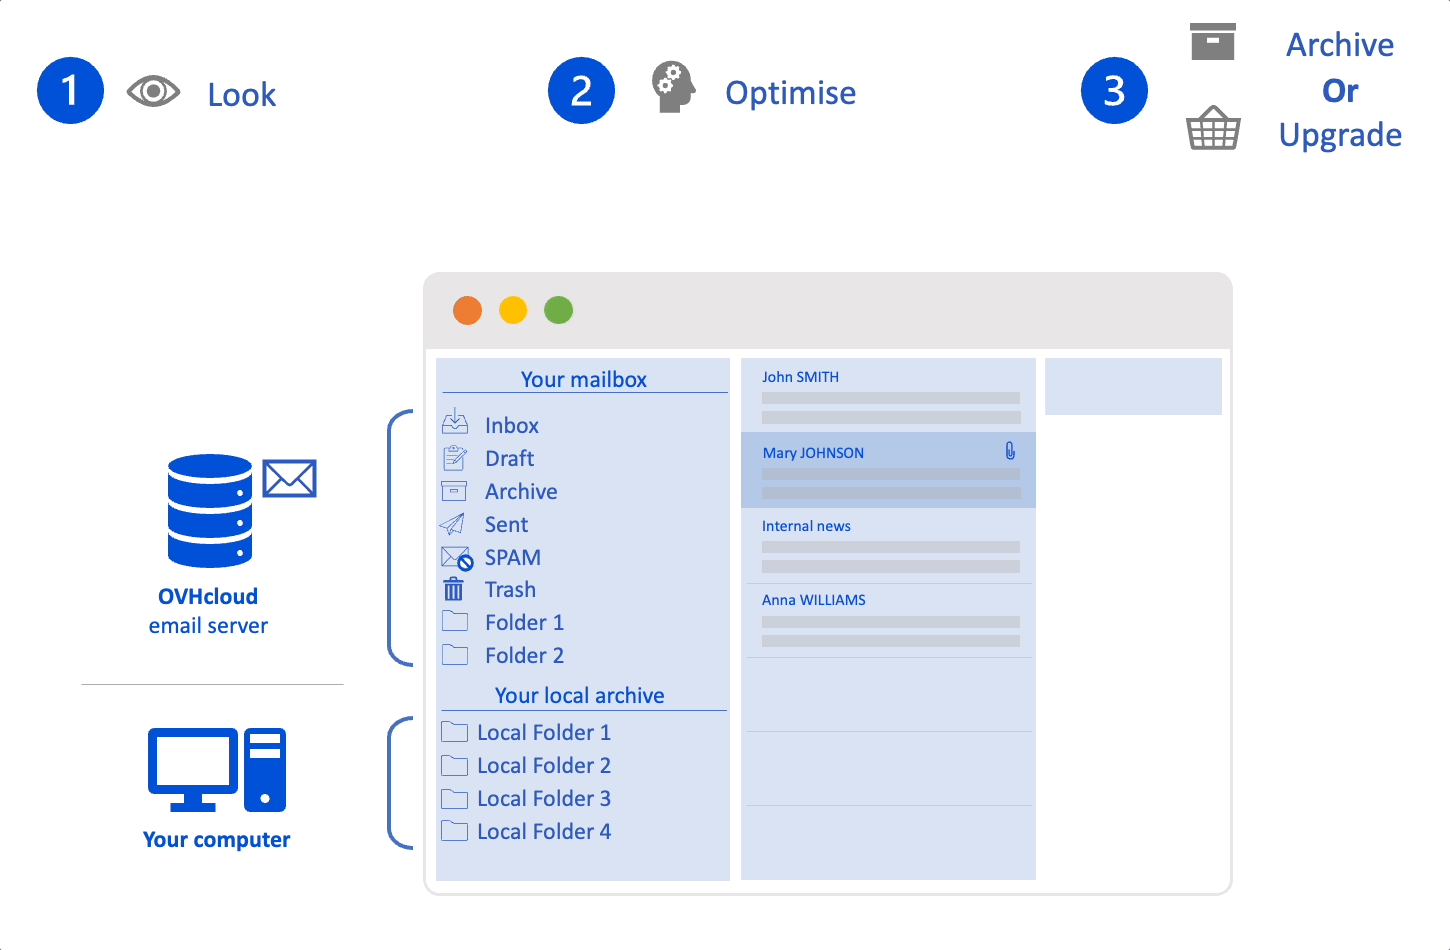 1
Look
2
Optimise
3
Archive
Or
Upgrade
OVHcloud
email server
Your computer
Your mailbox
Inbox
Draft
Archive
Sent
SPAM
Trash
Folder 1
Folder 2
Your local archive
Local Folder 1
Local Folder 2
Local Folder 3
Local Folder 4
John SMITH
Mary JOHNSON
Internal news
Anna WILLIAMS